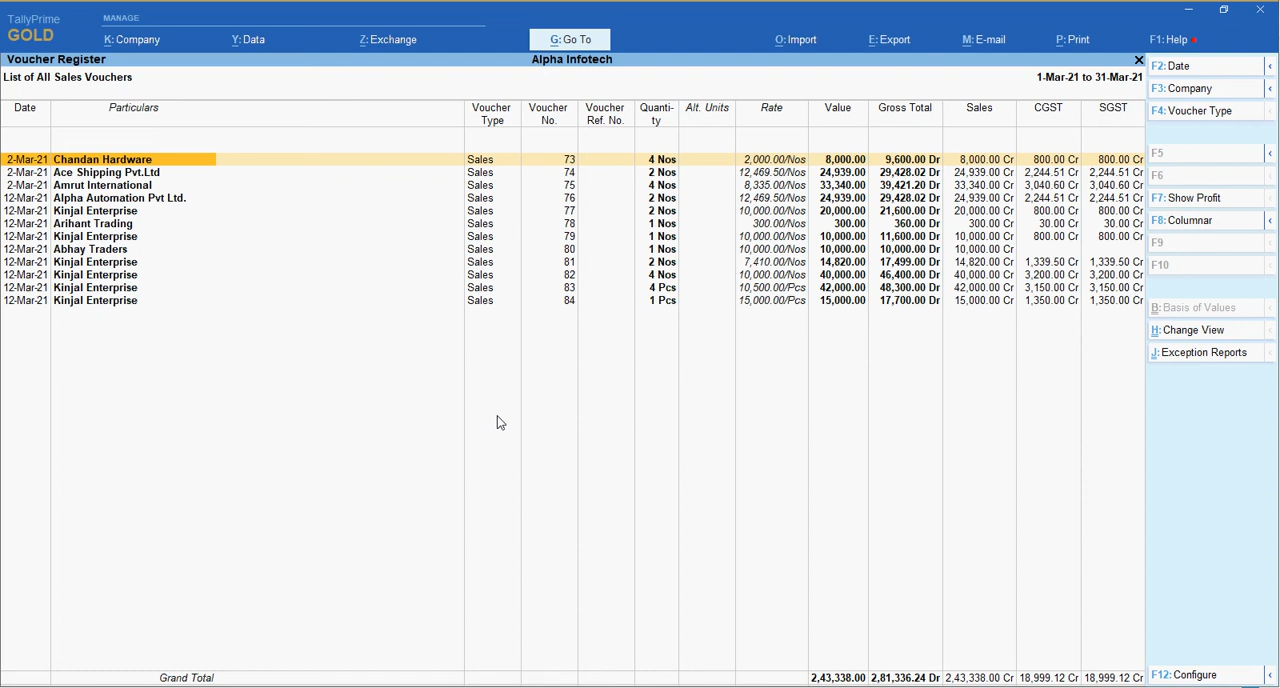 TallyPrime
GOLD
MANAGE
K: Company Y: Data Z: Exchange G: Go To O: Import E: Export M: E-mail P: Print F1: Help
Voucher Register Alpha Infotech
List of All Sales Vouchers 1-Mar-21 to 31-Mar-21
Date Particulars Voucher Type Voucher No. Voucher Ref. No. Quanti-ty Alt. Units Rate Value Gross Total Sales CGST SGST
2-Mar-21 Chandan Hardware Sales 73 4 Nos 2,000.00/Nos 8,000.00 9,600.00 Dr 8,000.00 Cr 800.00 Cr 800.00 Cr
2-Mar-21 Ace Shipping Pvt.Ltd Sales 74 2 Nos 12,469.50/Nos 24,939.00 29,428.02 Dr 24,939.00 Cr 2,244.51 Cr 2,244.51 Cr
2-Mar-21 Amrut International Sales 75 4 Nos 8,335.00/Nos 33,340.00 39,421.20 Dr 33,340.00 Cr 3,040.60 Cr 3,040.60 Cr
12-Mar-21 Alpha Automation Pvt Ltd. Sales 76 2 Nos 12,469.50/Nos 24,939.00 29,428.02 Dr 24,939.00 Cr 2,244.51 Cr 2,244.51 Cr
12-Mar-21 Kinjal Enterprise Sales 77 2 Nos 10,000.00/Nos 20,000.00 21,600.00 Dr 20,000.00 Cr 800.00 Cr 800.00 Cr
12-Mar-21 Arihant Trading Sales 78 1 Nos 300.00/Nos 300.00 360.00 Dr 300.00 Cr 30.00 Cr 30.00 Cr
12-Mar-21 Kinjal Enterprise Sales 79 1 Nos 10,000.00/Nos 10,000.00 11,600.00 Dr 10,000.00 Cr 800.00 Cr 800.00 Cr
12-Mar-21 Abhay Traders Sales 80 1 Nos 10,000.00/Nos 10,000.00 10,000.00 Dr 10,000.00 Cr
12-Mar-21 Kinjal Enterprise Sales 81 2 Nos 7,410.00/Nos 14,820.00 17,499.00 Dr 14,820.00 Cr 1,339.50 Cr 1,339.50 Cr
12-Mar-21 Kinjal Enterprise Sales 82 4 Nos 10,000.00/Nos 40,000.00 46,400.00 Dr 40,000.00 Cr 3,200.00 Cr 3,200.00 Cr
12-Mar-21 Kinjal Enterprise Sales 83 4 Pcs 10,500.00/Pcs 42,000.00 48,300.00 Dr 42,000.00 Cr 3,150.00 Cr 3,150.00 Cr
12-Mar-21 Kinjal Enterprise Sales 84 1 Pcs 15,000.00/Pcs 15,000.00 17,700.00 Dr 15,000.00 Cr 1,350.00 Cr 1,350.00 Cr
Grand Total 2,43,338.00 2,81,336.24 Dr 2,43,338.00 Cr 18,999.12 Cr 18,999.12 Cr
F2: Date
F3: Company
F4: Voucher Type
F5
F6
F7: Show Profit
F8: Columnar
F9
F10
B: Basis of Values
H: Change View
J: Exception Reports
F12: Configure